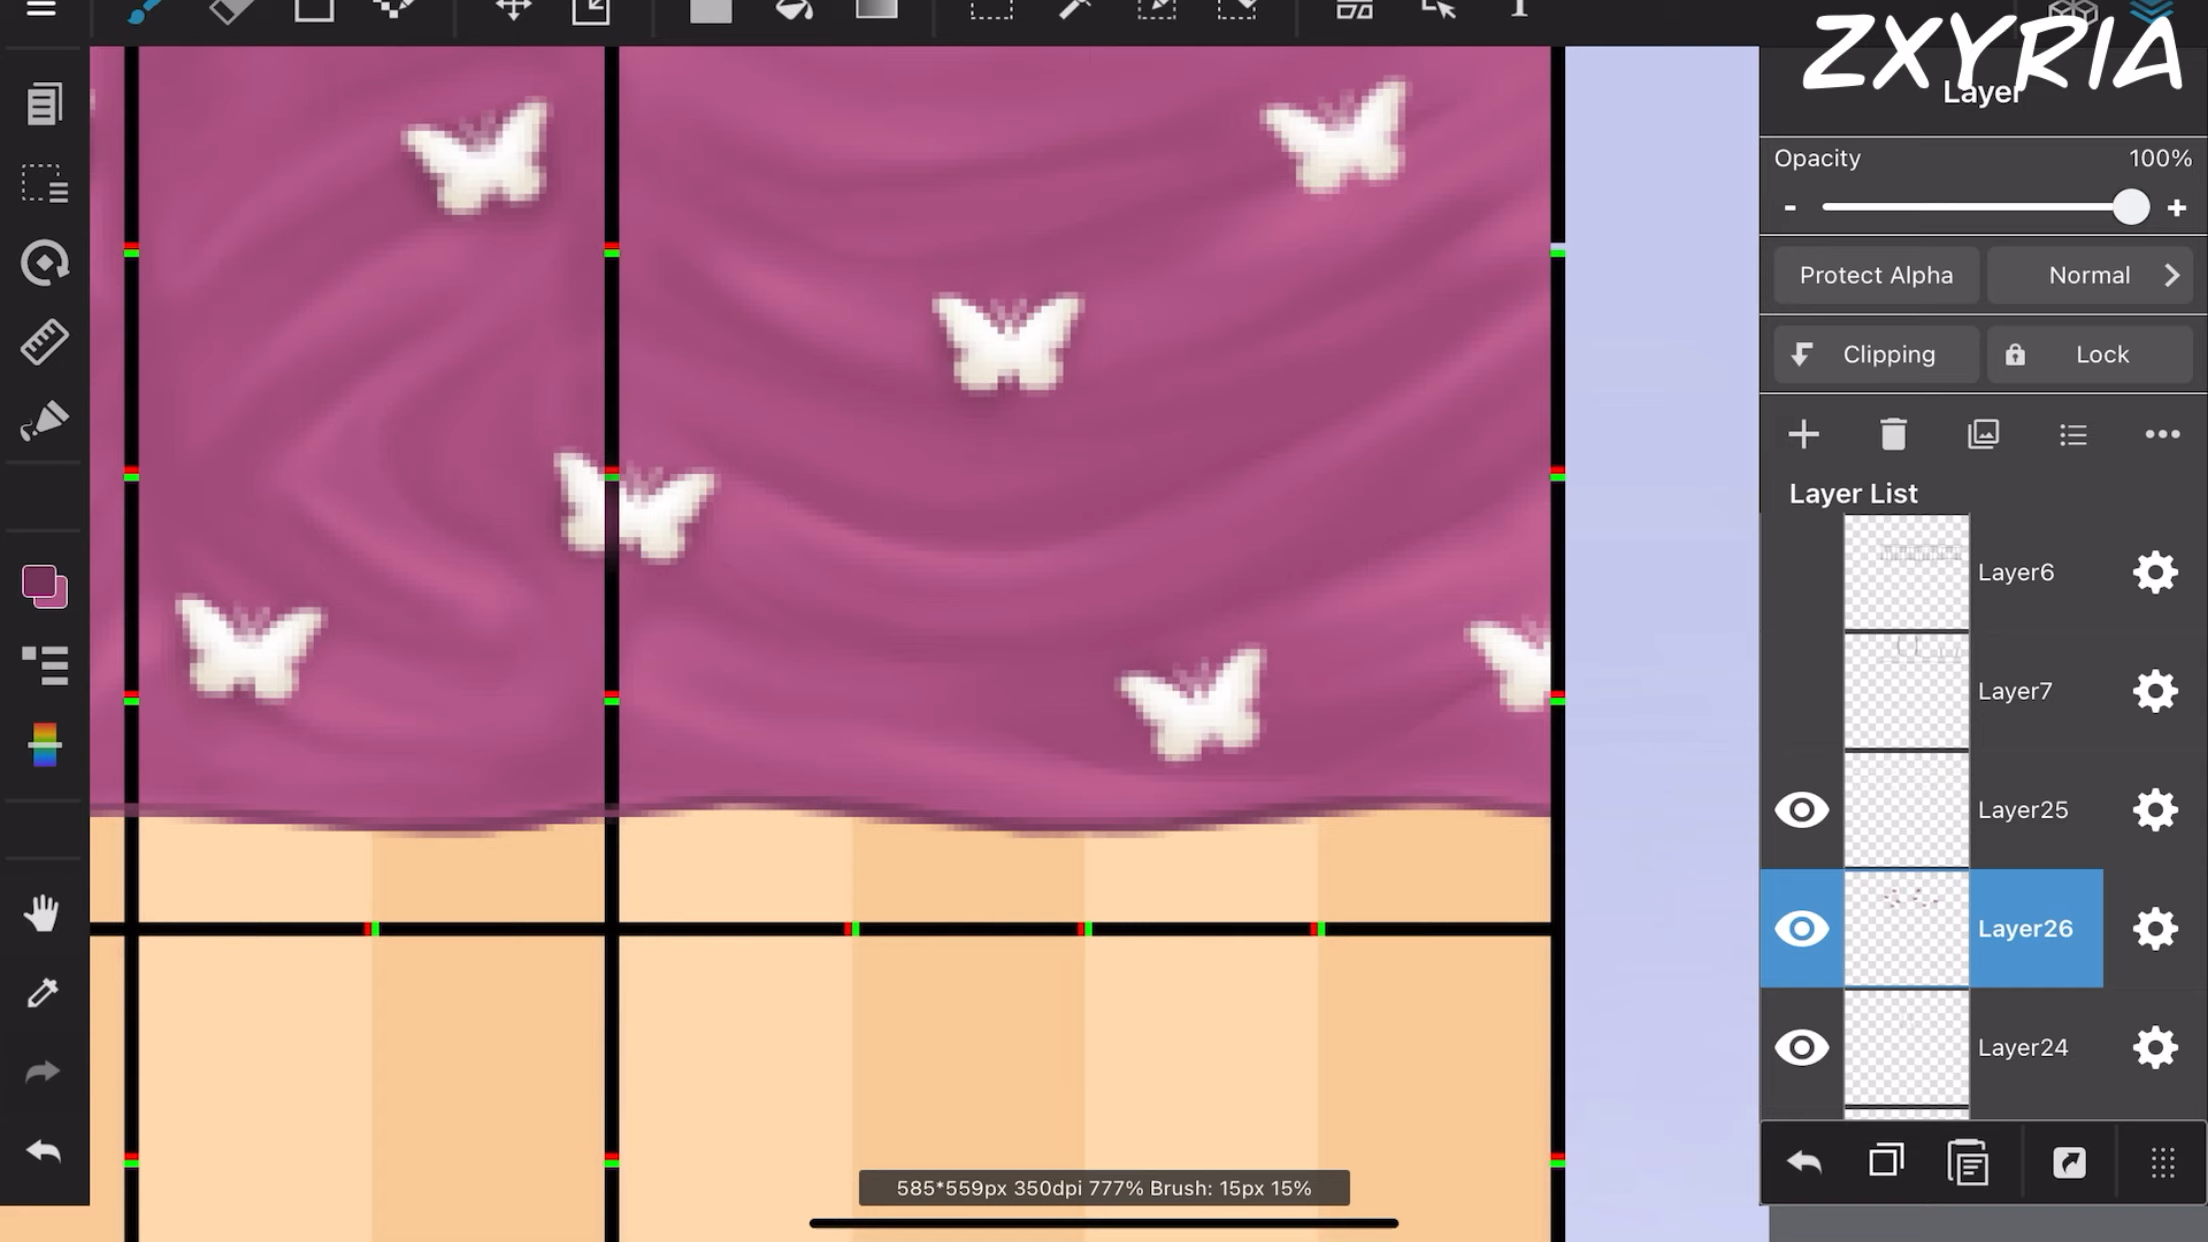 ZXYRIA
Layer
Opacity 100%
- +
Protect Alpha Normal
Clipping Lock
Layer List
Layer6
Layer7
Layer25
Layer26
Layer24
585*559px 350dpi 777% Brush: 15px 15%